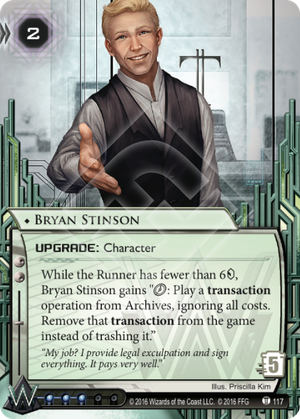 2
BRYAN STINSON
UPGRADE: Character
While the Runner has fewer than 6,
Bryan Stinson gains ": Play a transaction
operation from Archives, ignoring all costs.
Remove that transaction from the game
instead of trashing it."
"My job? I provide legal exculpation and sign
everything. It pays very well."
5
Illus. Priscilla Kim
© 2016 Wizards of the Coast LLC. © 2016 FFG
117